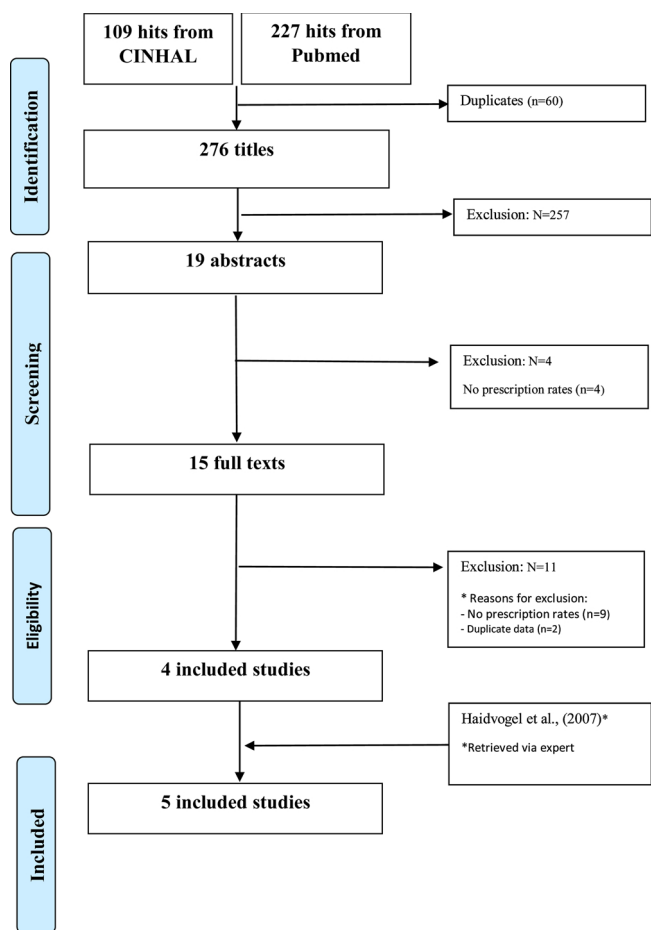 109 hits from
CINHAL
227 hits from
Pubmed
Duplicates (n=60)
Identification
276 titles
Exclusion: N=257
19 abstracts
Screening
Exclusion: N=4
No prescription rates (n=4)
15 full texts
Eligibility
Exclusion: N=11
* Reasons for exclusion:
- No prescription rates (n=9)
- Duplicate data (n=2)
4 included studies
Haidvogel et al., (2007)*
*Retrieved via expert
Included
5 included studies